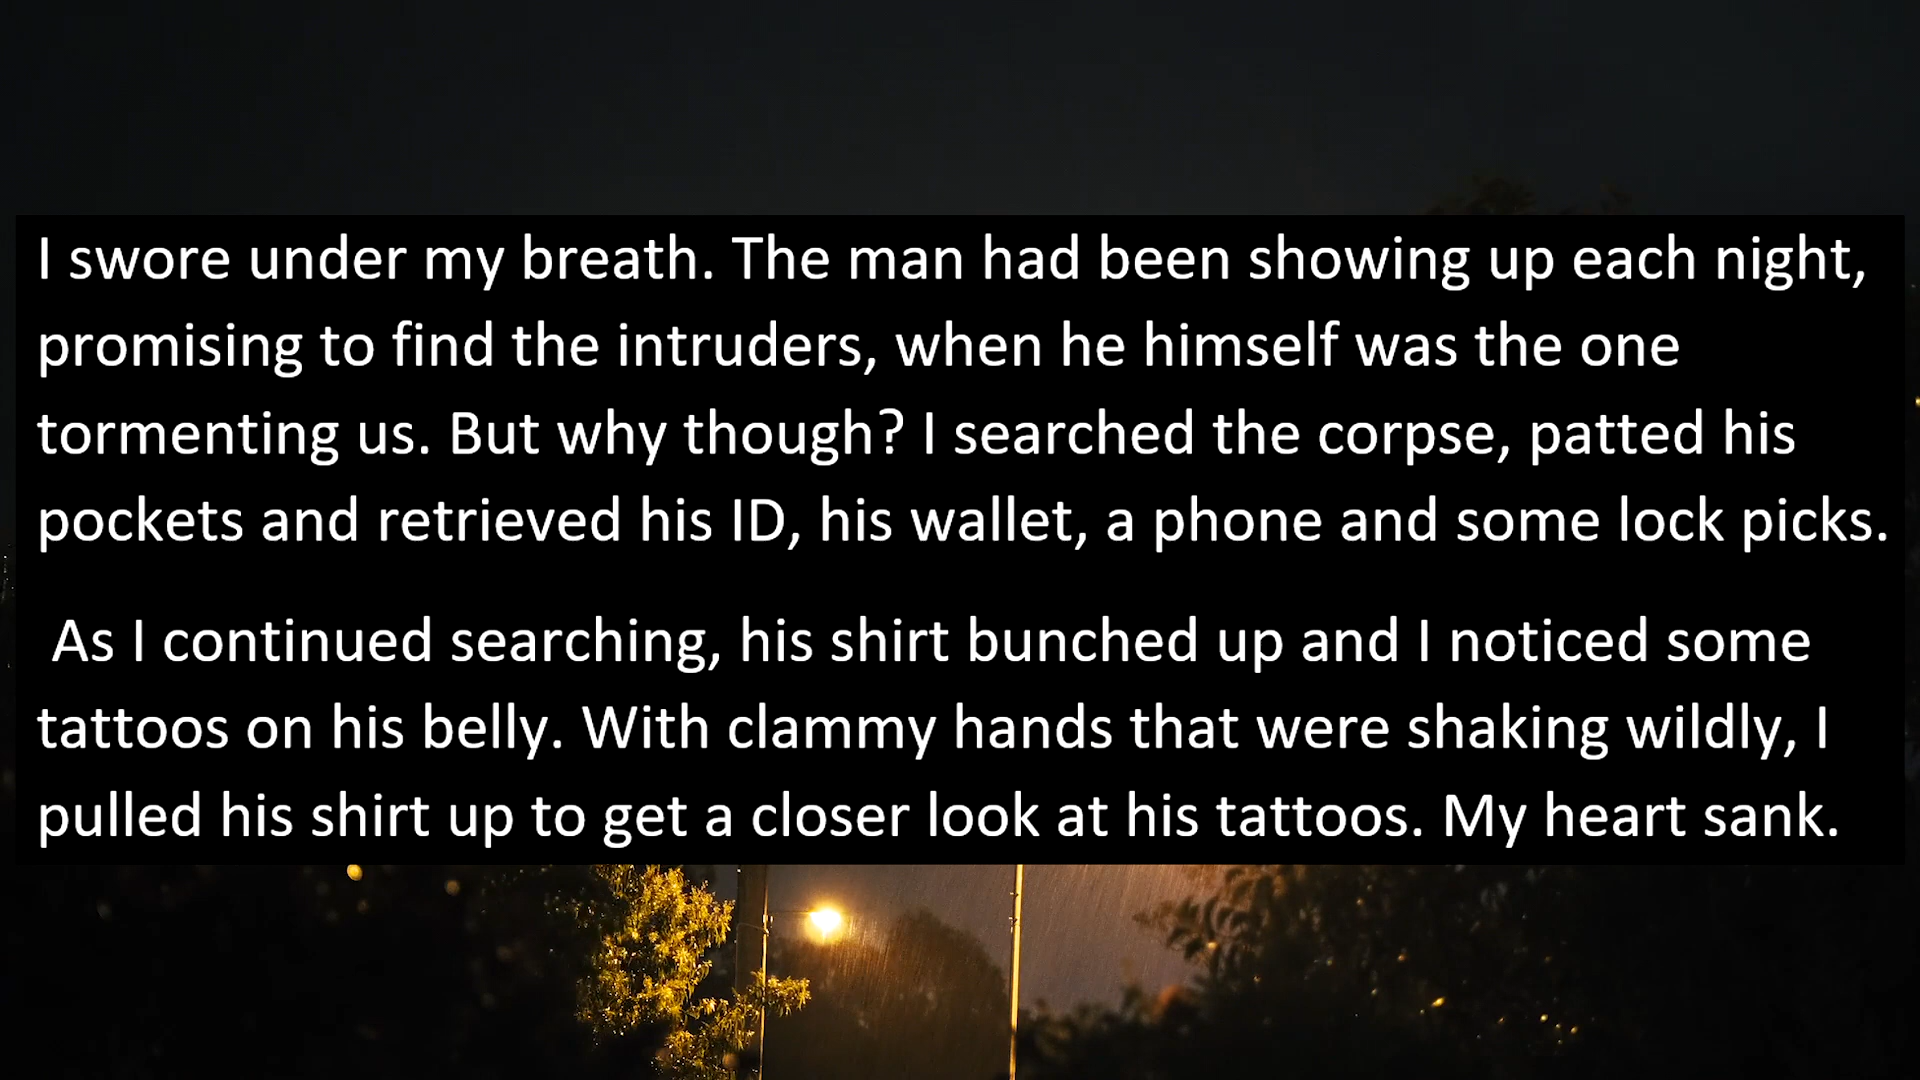 I swore under my breath. The man had been showing up each night,
promising to find the intruders, when he himself was the one
tormenting us. But why though? I searched the corpse, patted his
pockets and retrieved his ID, his wallet, a phone and some lock picks.
As I continued searching, his shirt bunched up and I noticed some
tattoos on his belly. With clammy hands that were shaking wildly, I
pulled his shirt up to get a closer look at his tattoos. My heart sank.